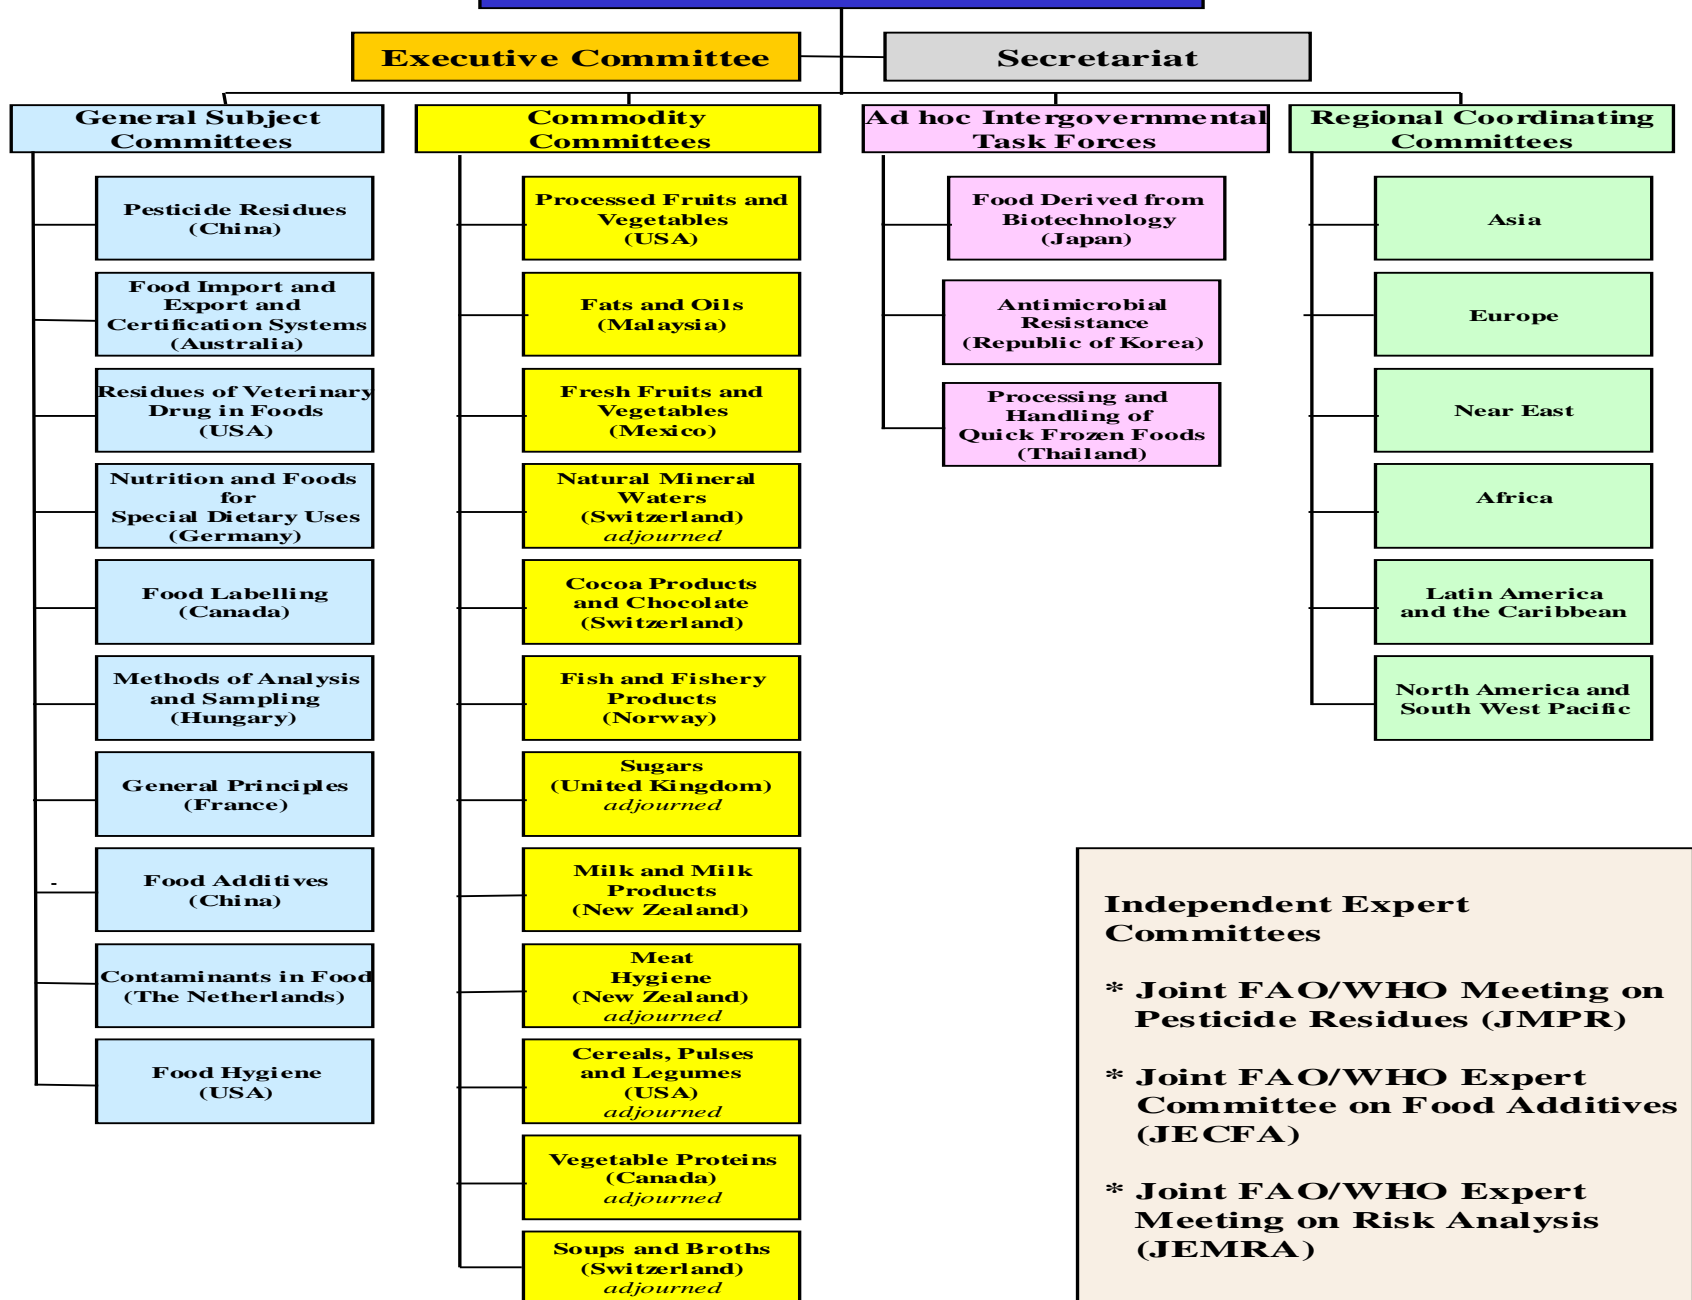 Executive Committee
Secretariat
General Subject
Committees
Commodity
Committees
Ad hoc Intergovernmental
Task Forces
Regional Coordinating
Committees
Pesticide Residues
(China)
Food Import and
Export and
Certification Systems
(Australia)
Residues of Veterinary
Drug in Foods
(USA)
Nutrition and Foods
for
Special Dietary Uses
(Germany)
Food Labelling
(Canada)
Methods of Analysis
and Sampling
(Hungary)
General Principles
(France)
-
Food Additives
(China)
Contaminants in Food
(The Netherlands)
Food Hygiene
(USA)
Processed Fruits and
Vegetables
(USA)
Fats and Oils
(Malaysia)
Fresh Fruits and
Vegetables
(Mexico)
Natural Mineral
Waters
(Switzerland)
adjourned
Cocoa Products
and Chocolate
(Switzerland)
Fish and Fishery
Products
(Norway)
Sugars
(United Kingdom)
adjourned
Milk and Milk
Products
(New Zealand)
Meat
Hygiene
(New Zealand)
adjourned
Cereals, Pulses
and Legumes
(USA)
adjourned
Vegetable Proteins
(Canada)
adjourned
Soups and Broths
(Switzerland)
adjourned
Food Derived from
Biotechnology
(Japan)
Antimicrobial
Resistance
(Republic of Korea)
Processing and
Handling of
Quick Frozen Foods
(Thailand)
Asia
Europe
Near East
Africa
Latin America
and the Caribbean
North America and
South West Pacific
Independent Expert
Committees
* Joint FAO/WHO Meeting on
Pesticide Residues (JMPR)
* Joint FAO/WHO Expert
Committee on Food Additives
(JECFA)
* Joint FAO/WHO Expert
Meeting on Risk Analysis
(JEMRA)